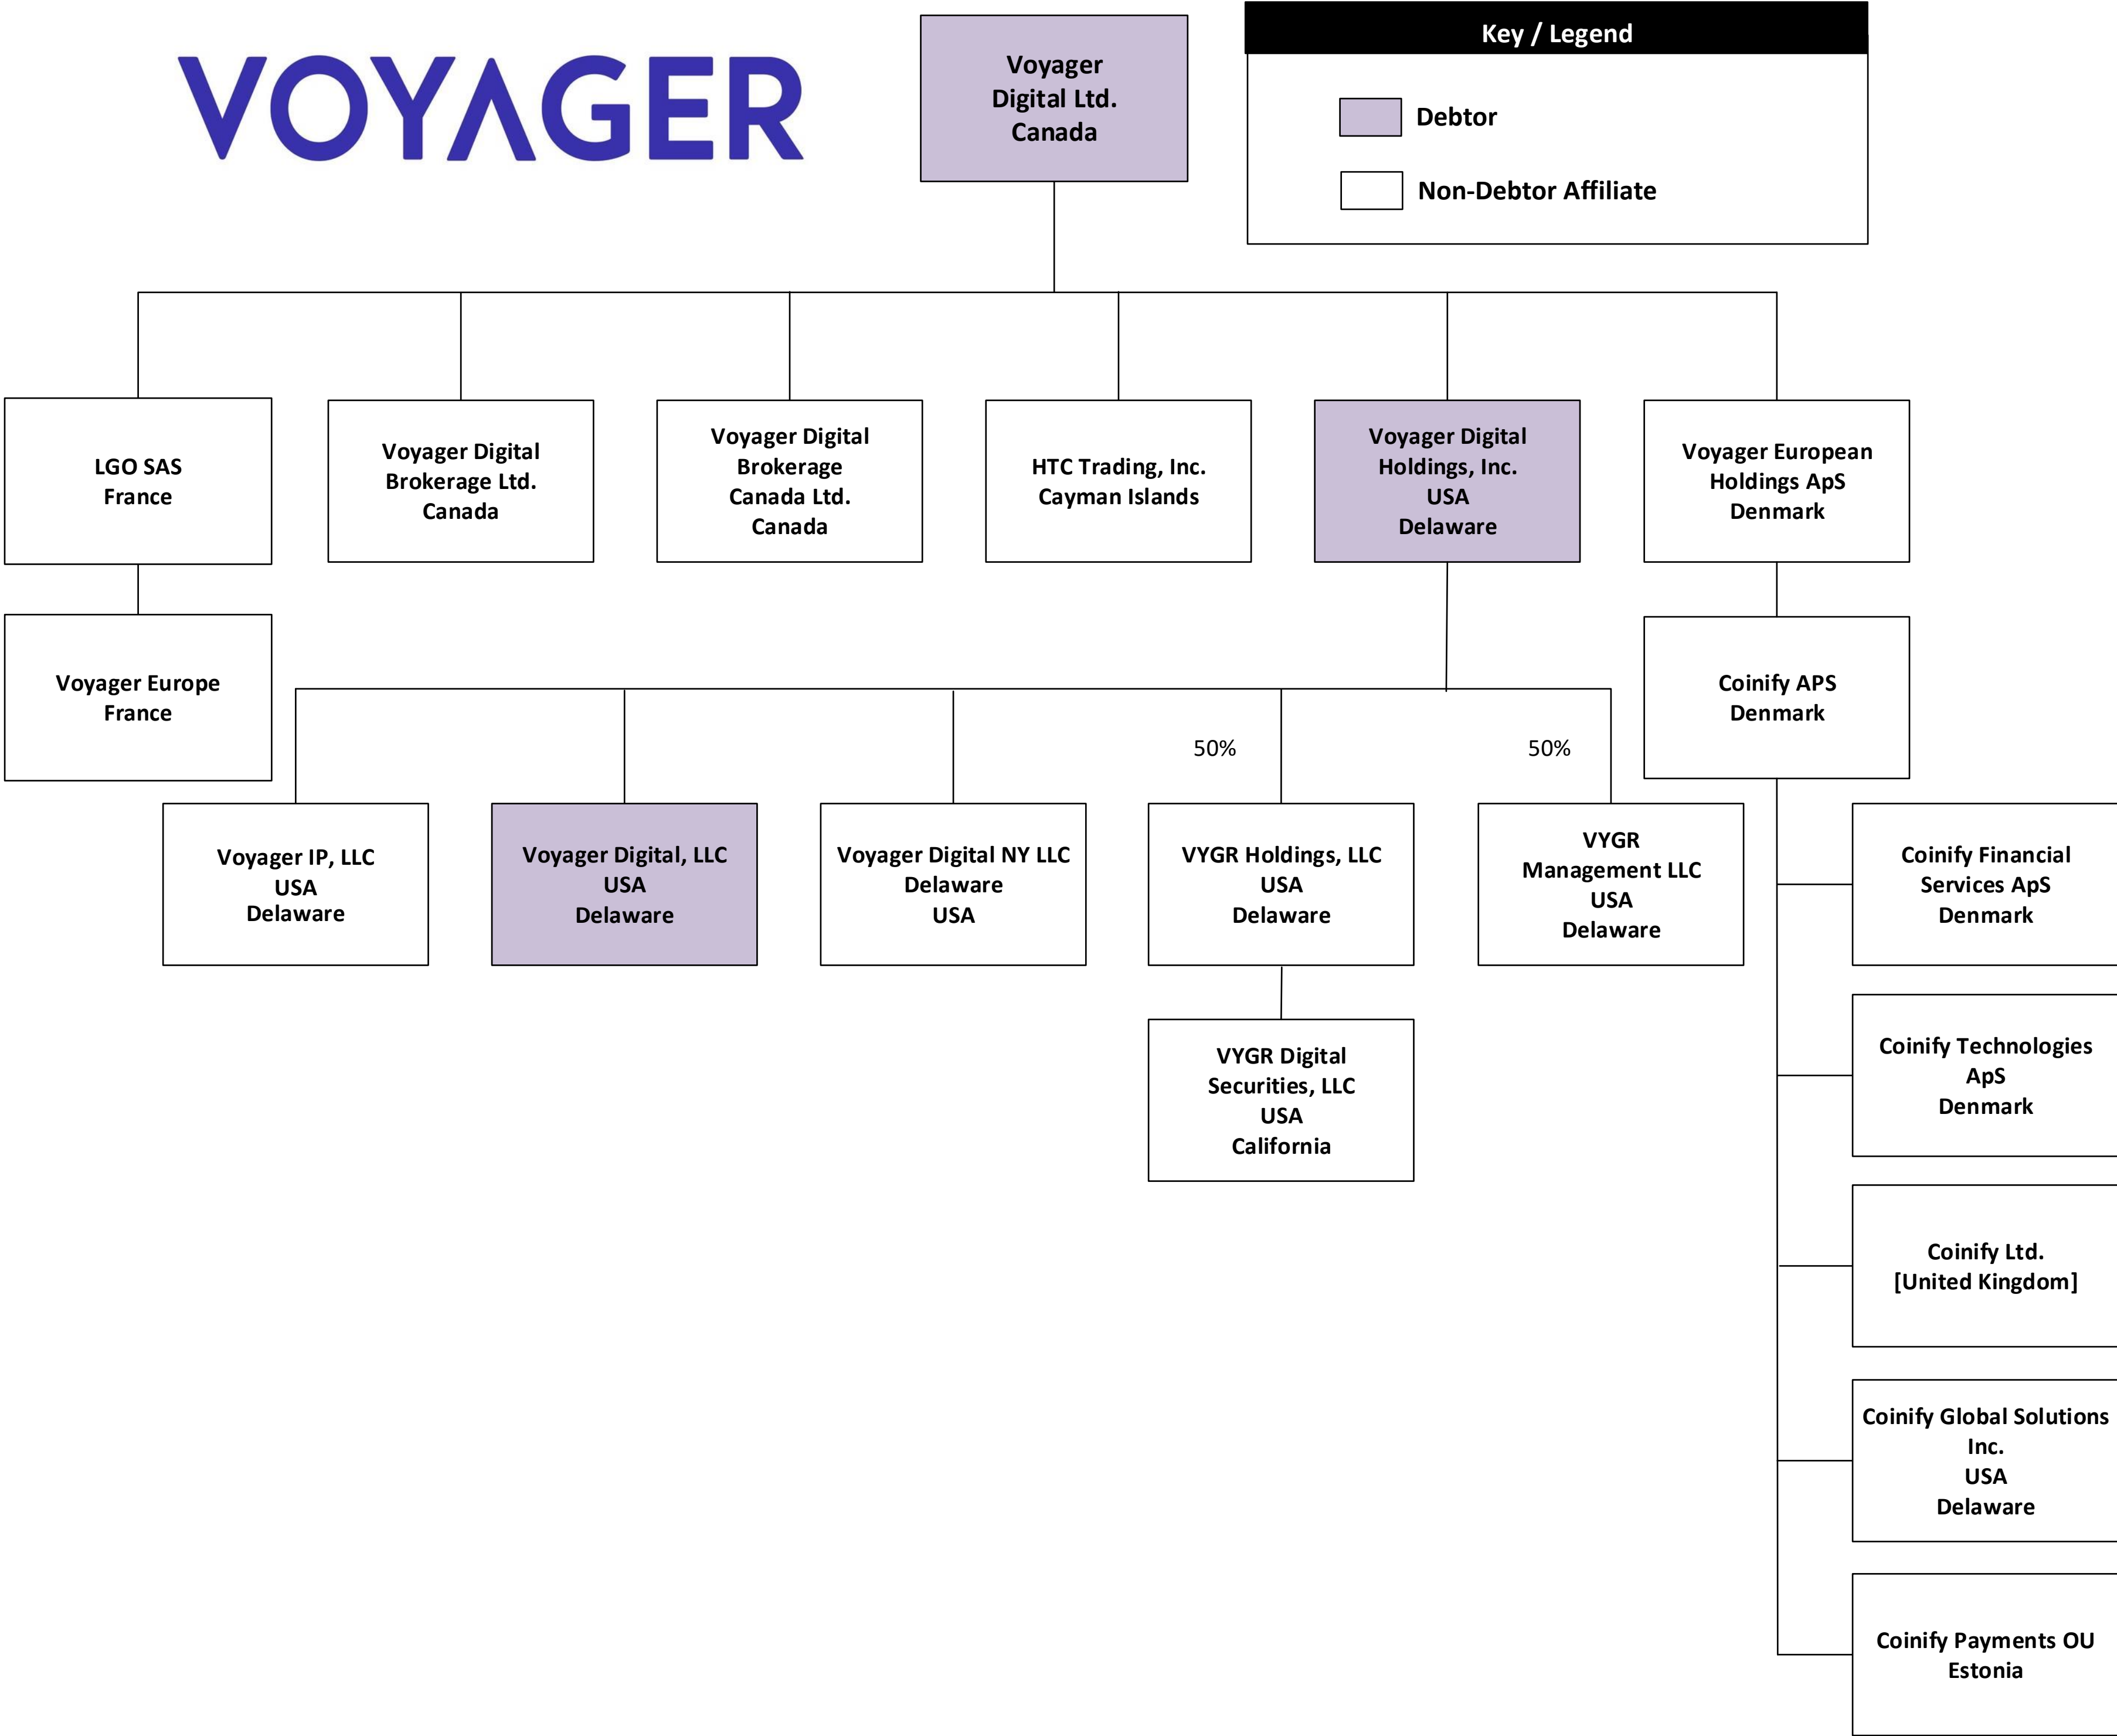 VOYAGER
Voyager
Digital Ltd.
Canada
Key / Legend
Debtor
Non-Debtor Affiliate
LGO SAS
France
Voyager Digital
Brokerage Ltd.
Canada
Voyager Digital
Brokerage
Canada Ltd.
Canada
HTC Trading, Inc.
Cayman Islands
Voyager Digital
Holdings, Inc.
USA
Delaware
Voyager European
Holdings ApS
Denmark
Voyager Europe
France
Coinify APS
Denmark
50%
50%
Voyager IP, LLC
USA
Delaware
Voyager Digital, LLC
USA
Delaware
Voyager Digital NY LLC
Delaware
USA
VYGR Holdings, LLC
USA
Delaware
VYGR
Management LLC
USA
Delaware
Coinify Financial
Services ApS
Denmark
VYGR Digital
Securities, LLC
USA
California
Coinify Technologies
ApS
Denmark
Coinify Ltd.
[United Kingdom]
Coinify Global Solutions
Inc.
USA
Delaware
Coinify Payments OU
Estonia